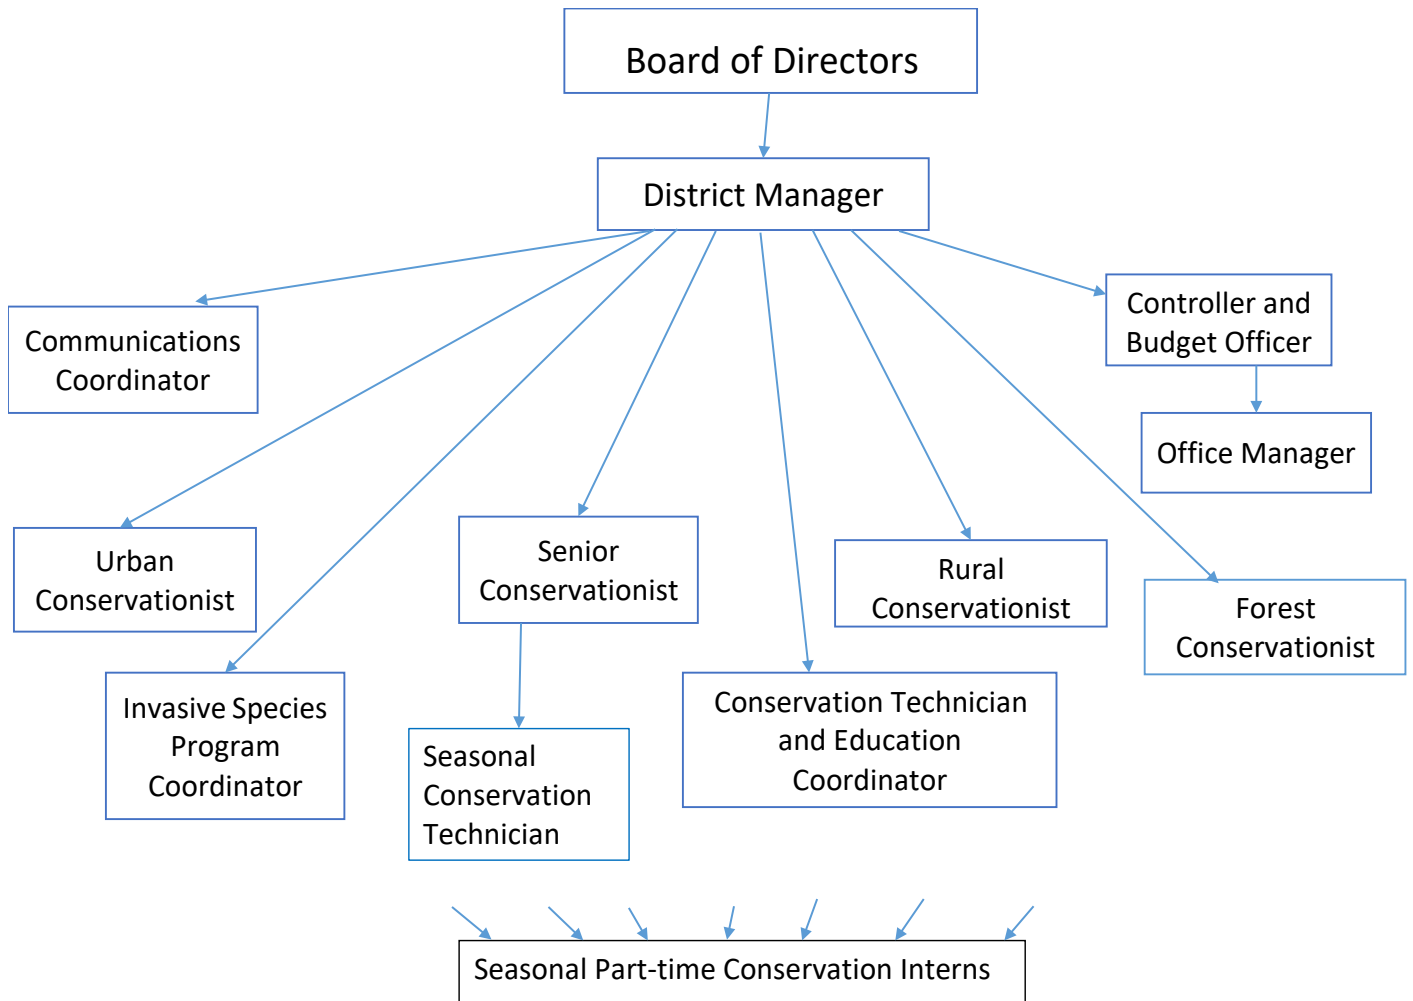 Board of Directors
District Manager
Communications
Coordinator
Controller and
Budget Officer
Office Manager
Urban
Conservationist
Senior
Conservationist
Rural
Conservationist
Forest
Conservationist
Invasive Species
Program
Coordinator
Seasonal
Conservation
Technician
Conservation Technician
and Education
Coordinator
Seasonal Part-time Conservation Interns